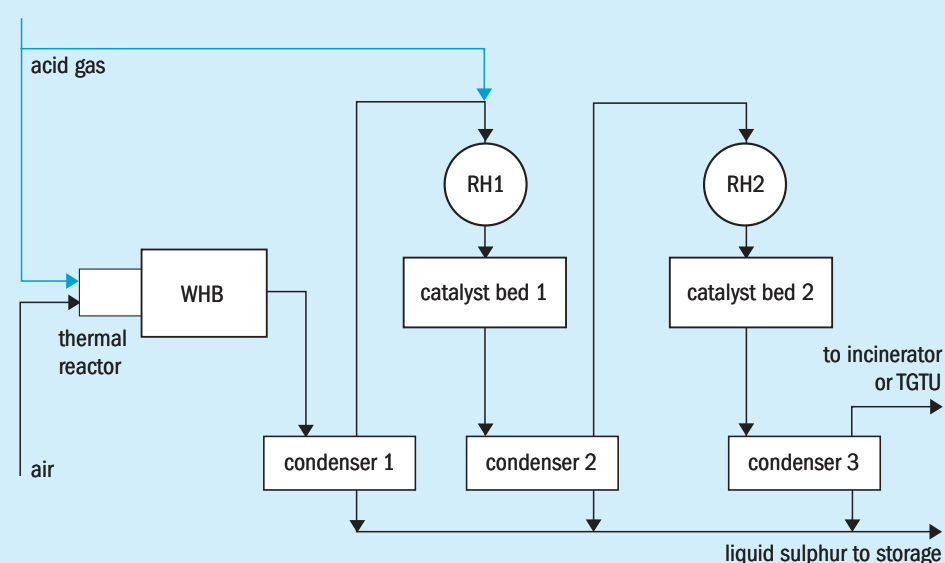 acid gas
RH1
RH2
WHB
catalyst bed 1
catalyst bed 2
thermal
reactor
to incinerator
or TGTU
air
condenser 1
condenser 2
condenser 3
liquid sulphur to storage